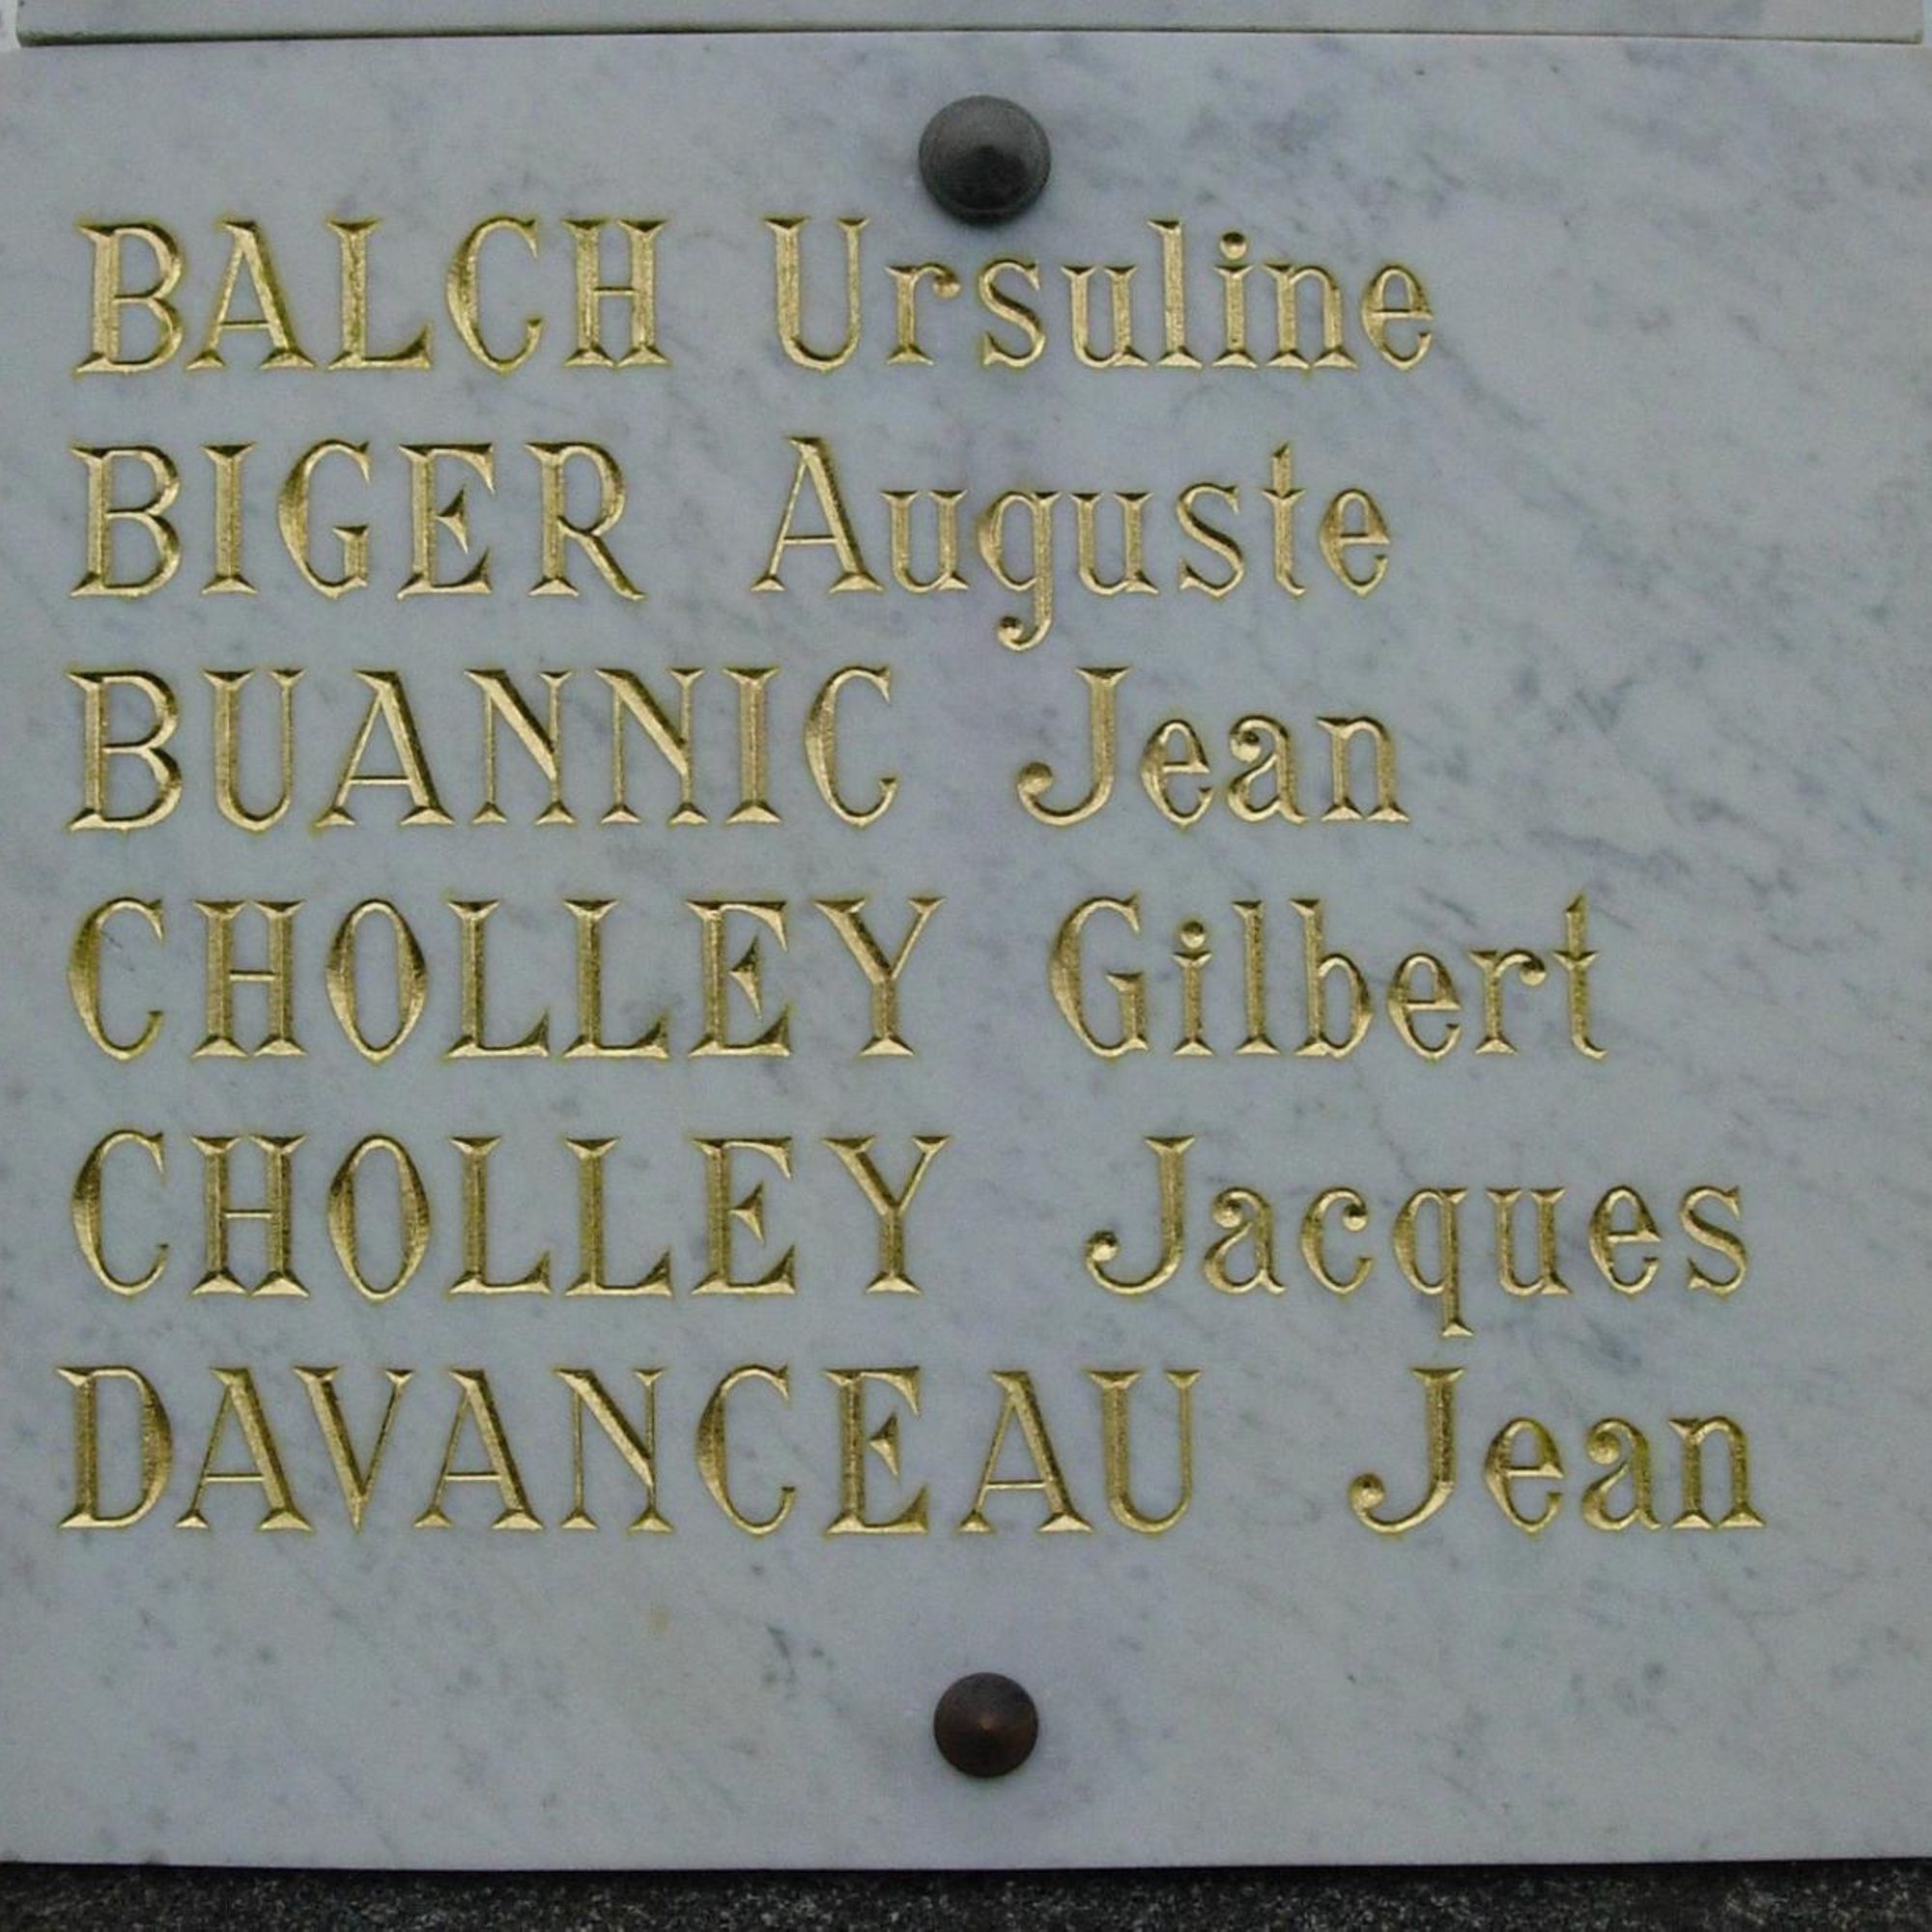 BALCH Ursuline
BIGER Auguste
BUANNIC Jean
CHOLLEY Gilbert
CHOLLEY Jacques
DAVANCEAU Jean